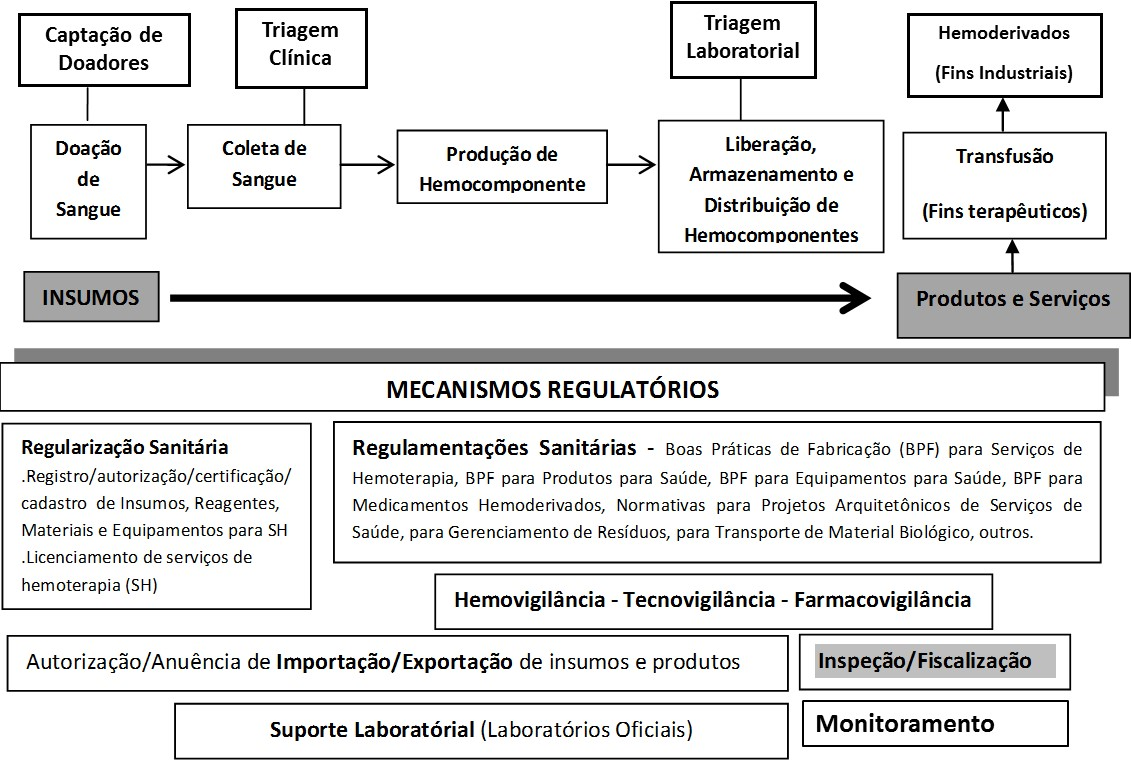 Captação de
Doadores
Triagem
Clínica
Triagem
Laboratorial
Hemoderivados
(Fins Industriais)
Doação
de
Sangue
Coleta de
Sangue
Produção de
Hemocomponente
Liberação,
Armazenamento e
Distribuição de
Hemocomponentes
Transfusão
(Fins terapêuticos)
INSUMOS
Produtos e Serviços
MECANISMOS REGULATÓRIOS
Regularização Sanitária
.Registro/autorização/certificação/
cadastro de Insumos, Reagentes,
Materiais e Equipamentos para SH
.Licenciamento de serviços de
hemoterapia (SH)
Regulamentações Sanitárias - Boas Práticas de Fabricação (BPF) para Serviços de
Hemoterapia, BPF para Produtos para Saúde, BPF para Equipamentos para Saúde, BPF para
Medicamentos Hemoderivados, Normativas para Projetos Arquitetônicos de Serviços de
Saúde, para Gerenciamento de Resíduos, para Transporte de Material Biológico, outros.
Hemovigilância - Tecnovigilância - Farmacovigilância
Autorização/Anuência de Importação/Exportação de insumos e produtos
Inspeção/Fiscalização
Suporte Laboratórial (Laboratórios Oficiais)
Monitoramento